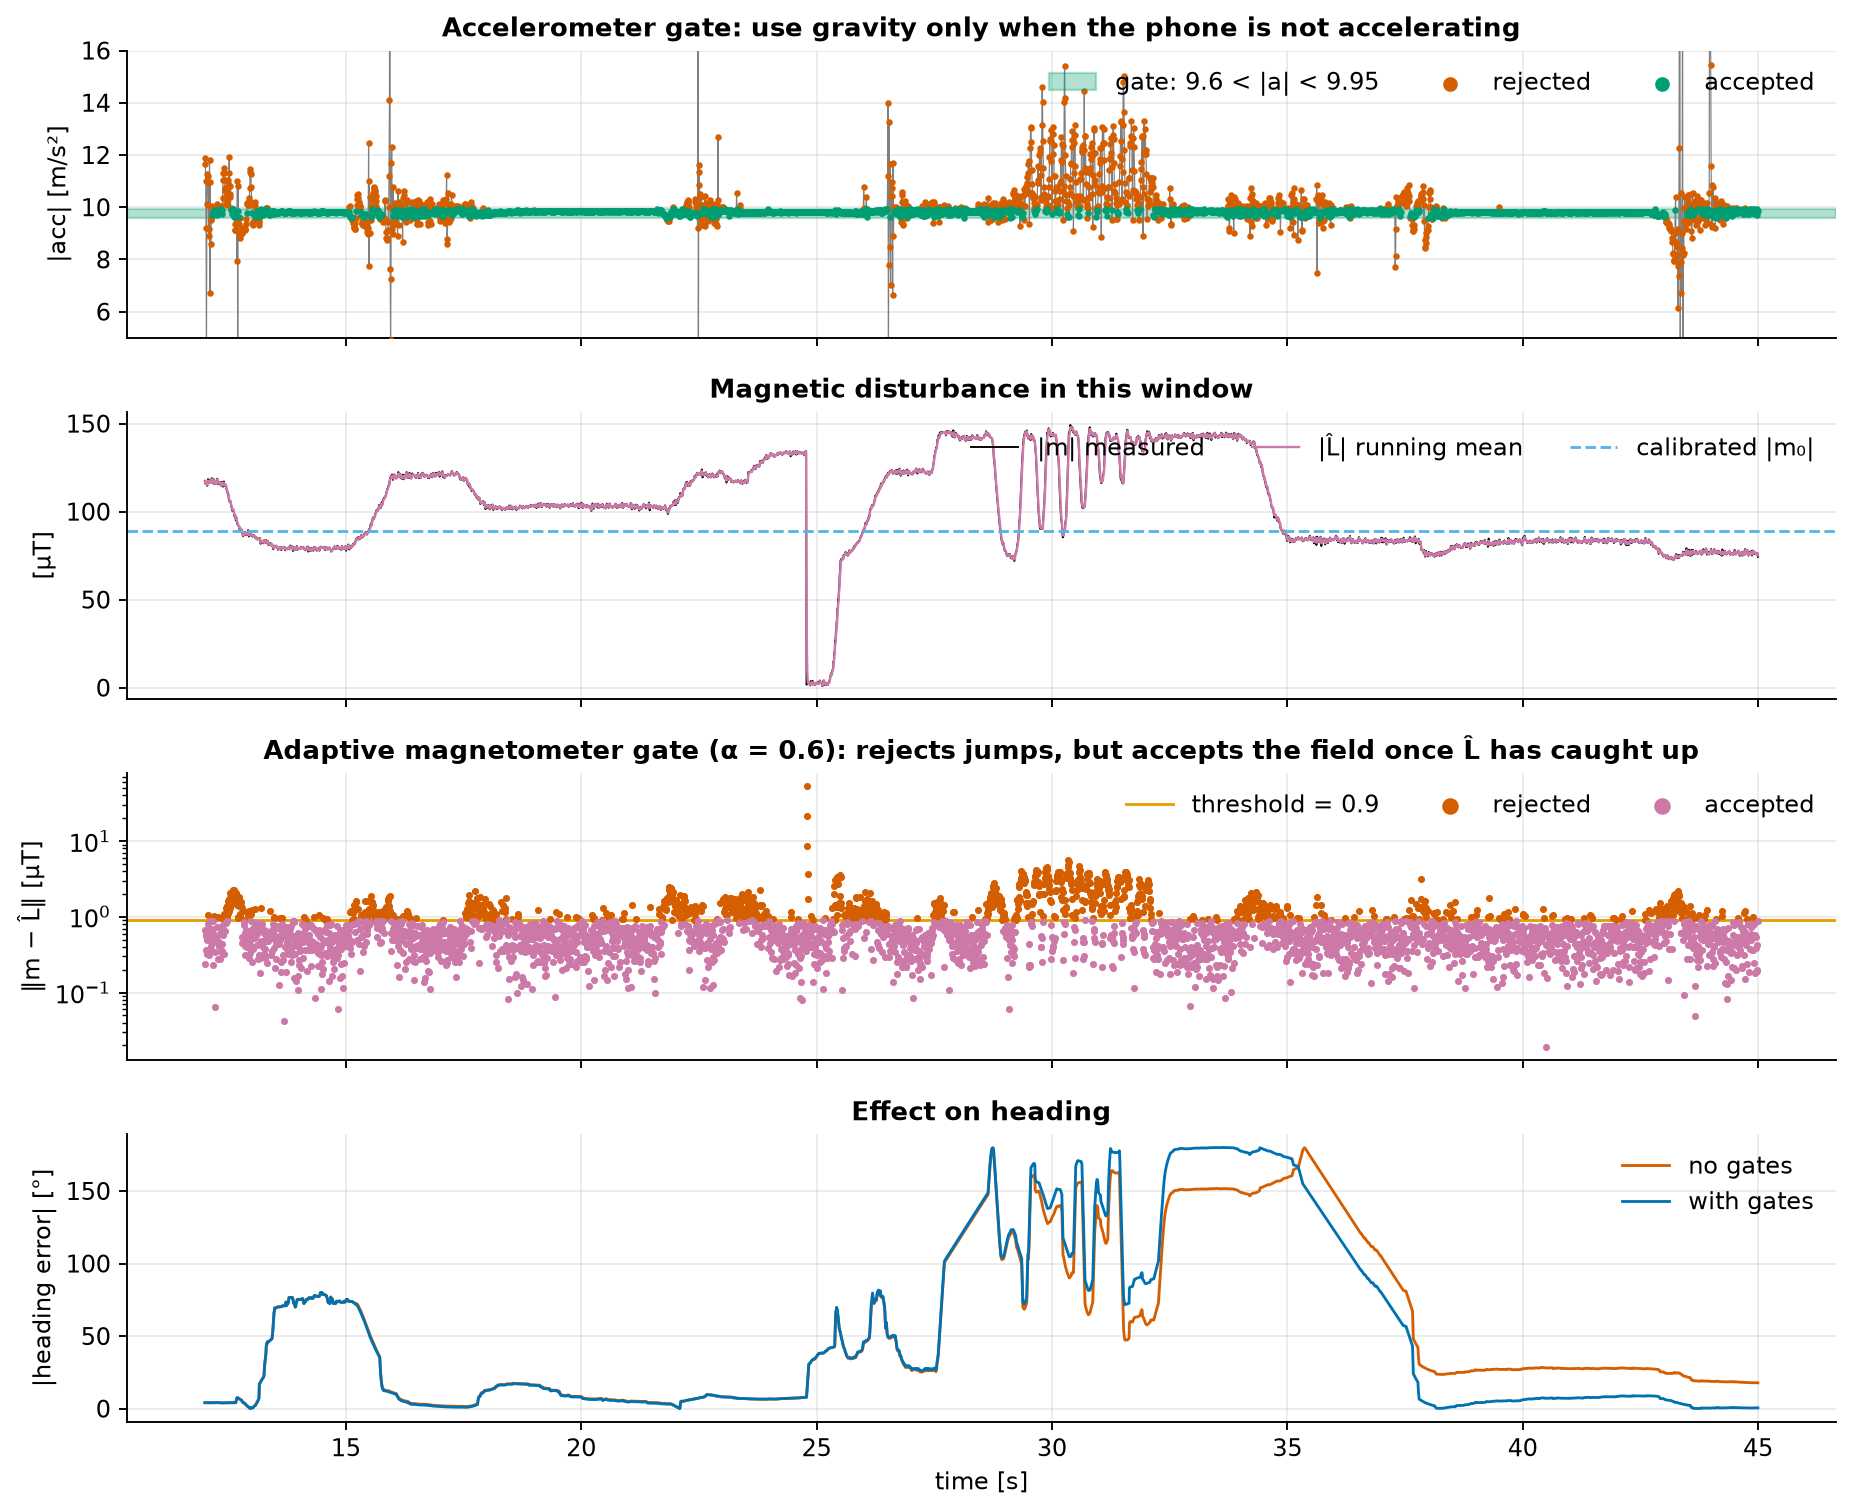 Accelerometer gate: use gravity only when the phone is not accelerating
|acc| [m/s²]
16
14
12
10
8
6
gate: 9.6 < |a| < 9.95
rejected
accepted
Magnetic disturbance in this window
[µT]
150
100
50
0
|m| measured
|L̂| running mean
calibrated |m₀|
Adaptive magnetometer gate (α = 0.6): rejects jumps, but accepts the field once L̂ has caught up
‖m − L̂‖ [µT]
10¹
10⁰
10⁻¹
threshold = 0.9
rejected
accepted
Effect on heading
|heading error| [°]
150
100
50
0
no gates
with gates
15 20 25 30 35 40 45
time [s]